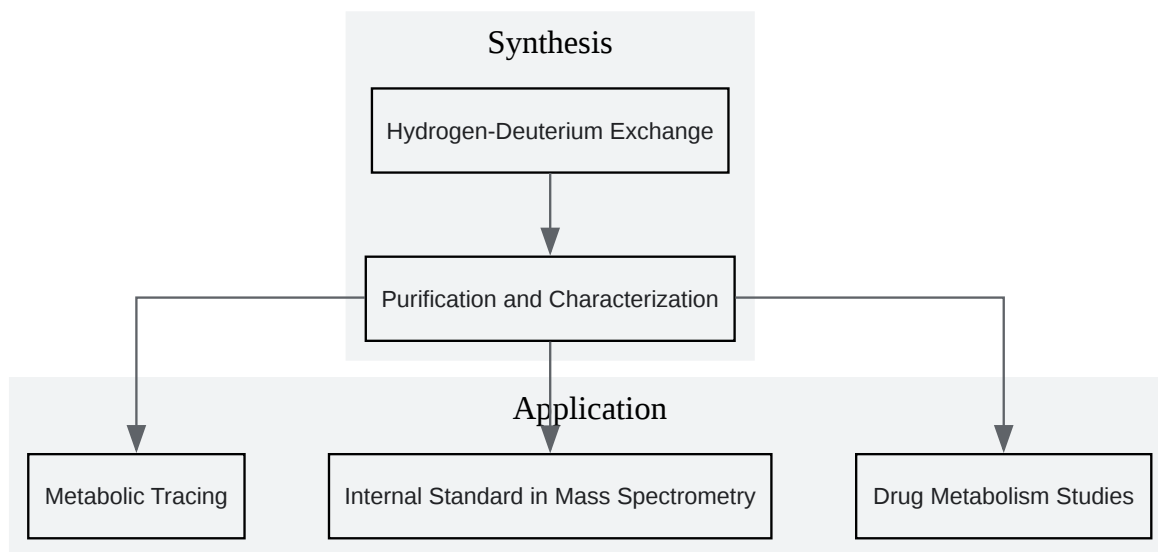 Synthesis
Hydrogen-Deuterium Exchange
Purification and Characterization
Application
Metabolic Tracing
Internal Standard in Mass Spectrometry
Drug Metabolism Studies